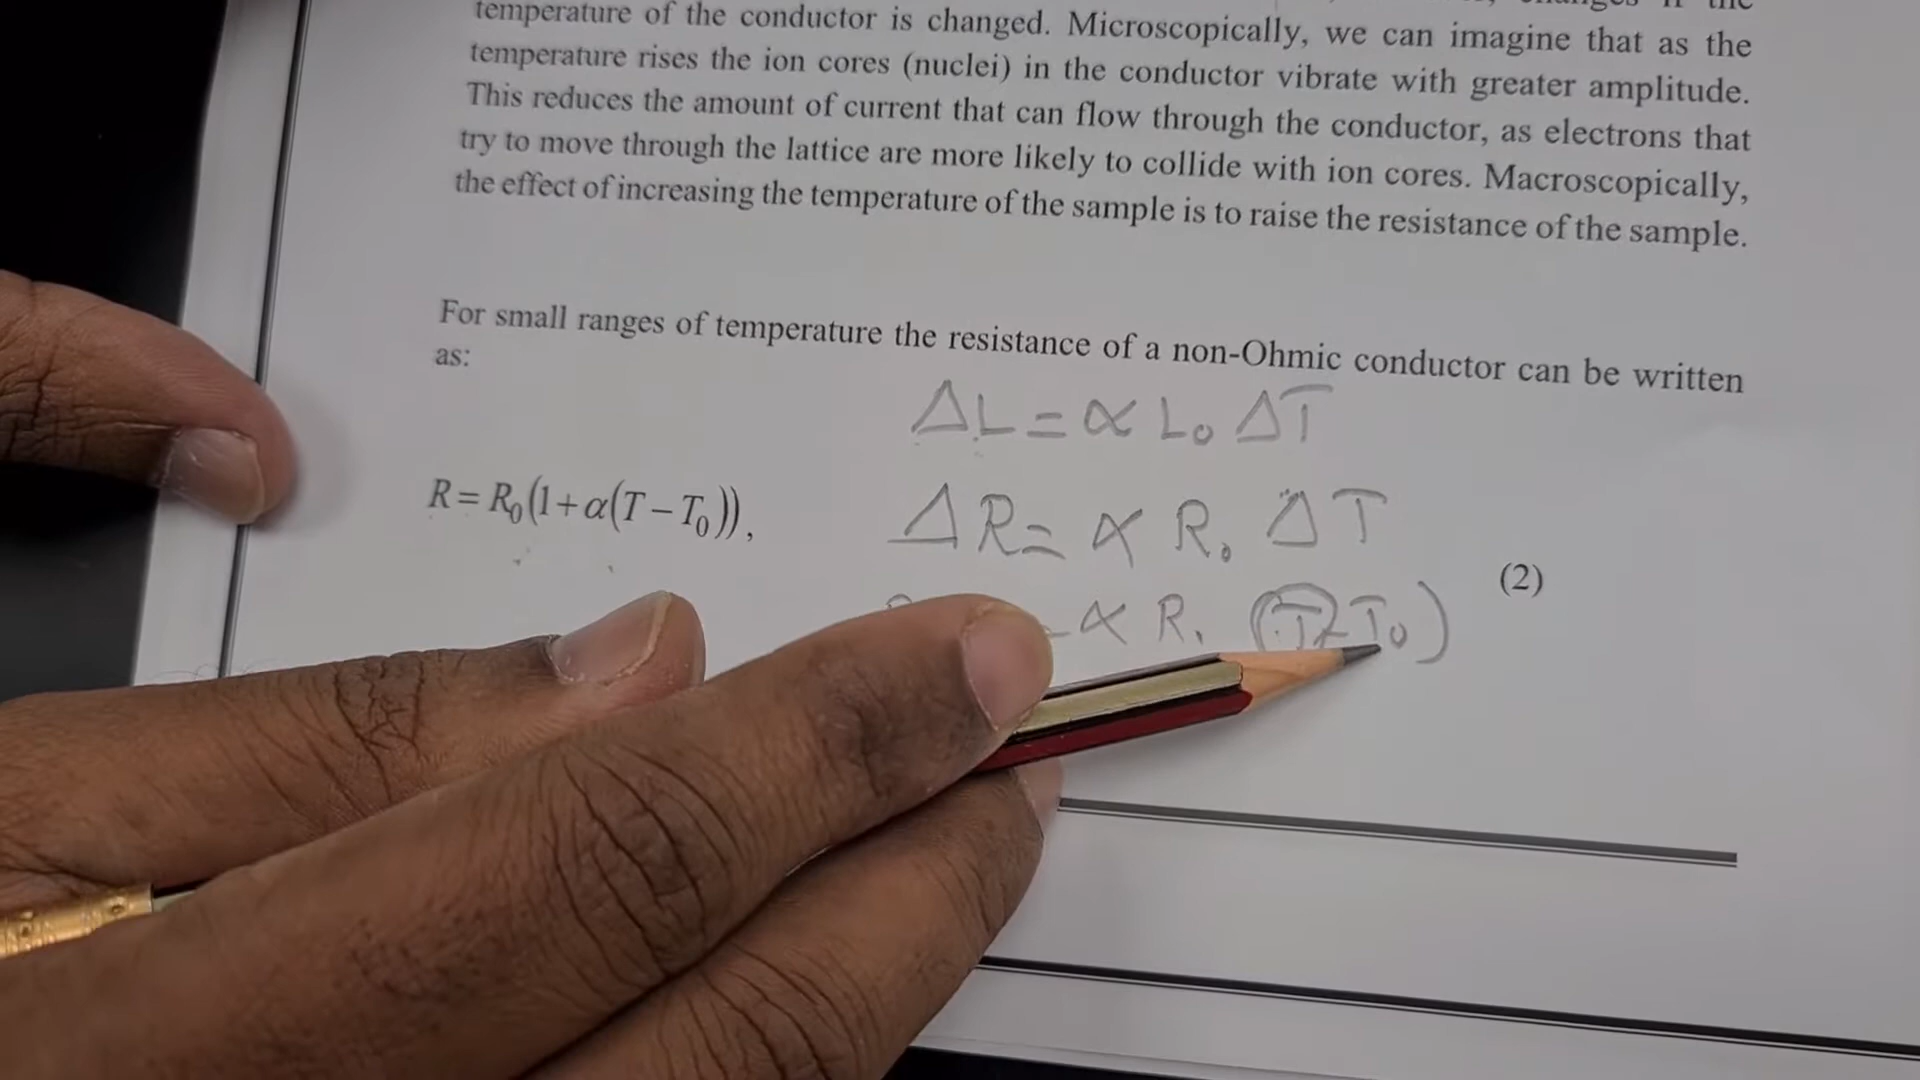 the
temperature of the conductor is changed. Microscopically, we can imagine that as the
temperature rises the ion cores (nuclei) in the conductor vibrate with greater amplitude.
This reduces the amount of current that can flow through the conductor, as electrons that
try to move through the lattice are more likely to collide with ion cores. Macroscopically,
the effect of increasing the temperature of the sample is to raise the resistance of the sample.
For small ranges of temperature the resistance of a non-Ohmic conductor can be written
as:
ΔL = α L₀ ΔT
R = R₀(1+α(T−T₀)),
ΔR = α R₀ ΔT
(2)
α R₀ (T-T₀)